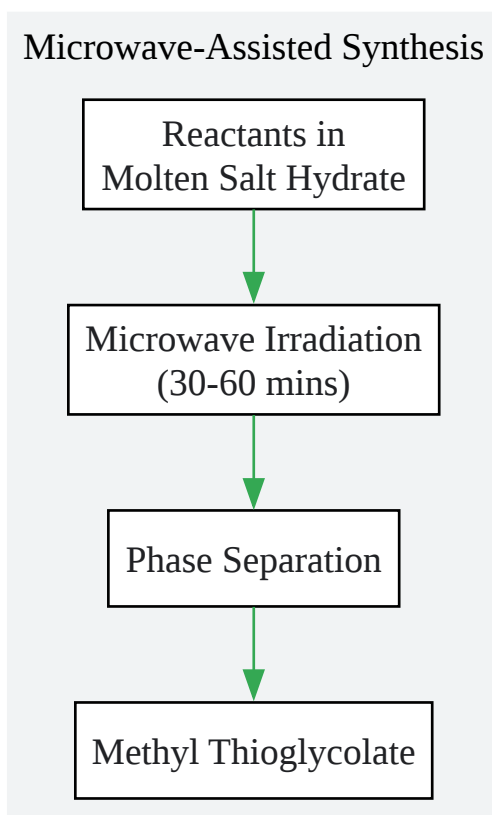 Microwave-Assisted Synthesis
Reactants in
Molten Salt Hydrate
Microwave Irradiation
(30-60 mins)
Phase Separation
Methyl Thioglycolate